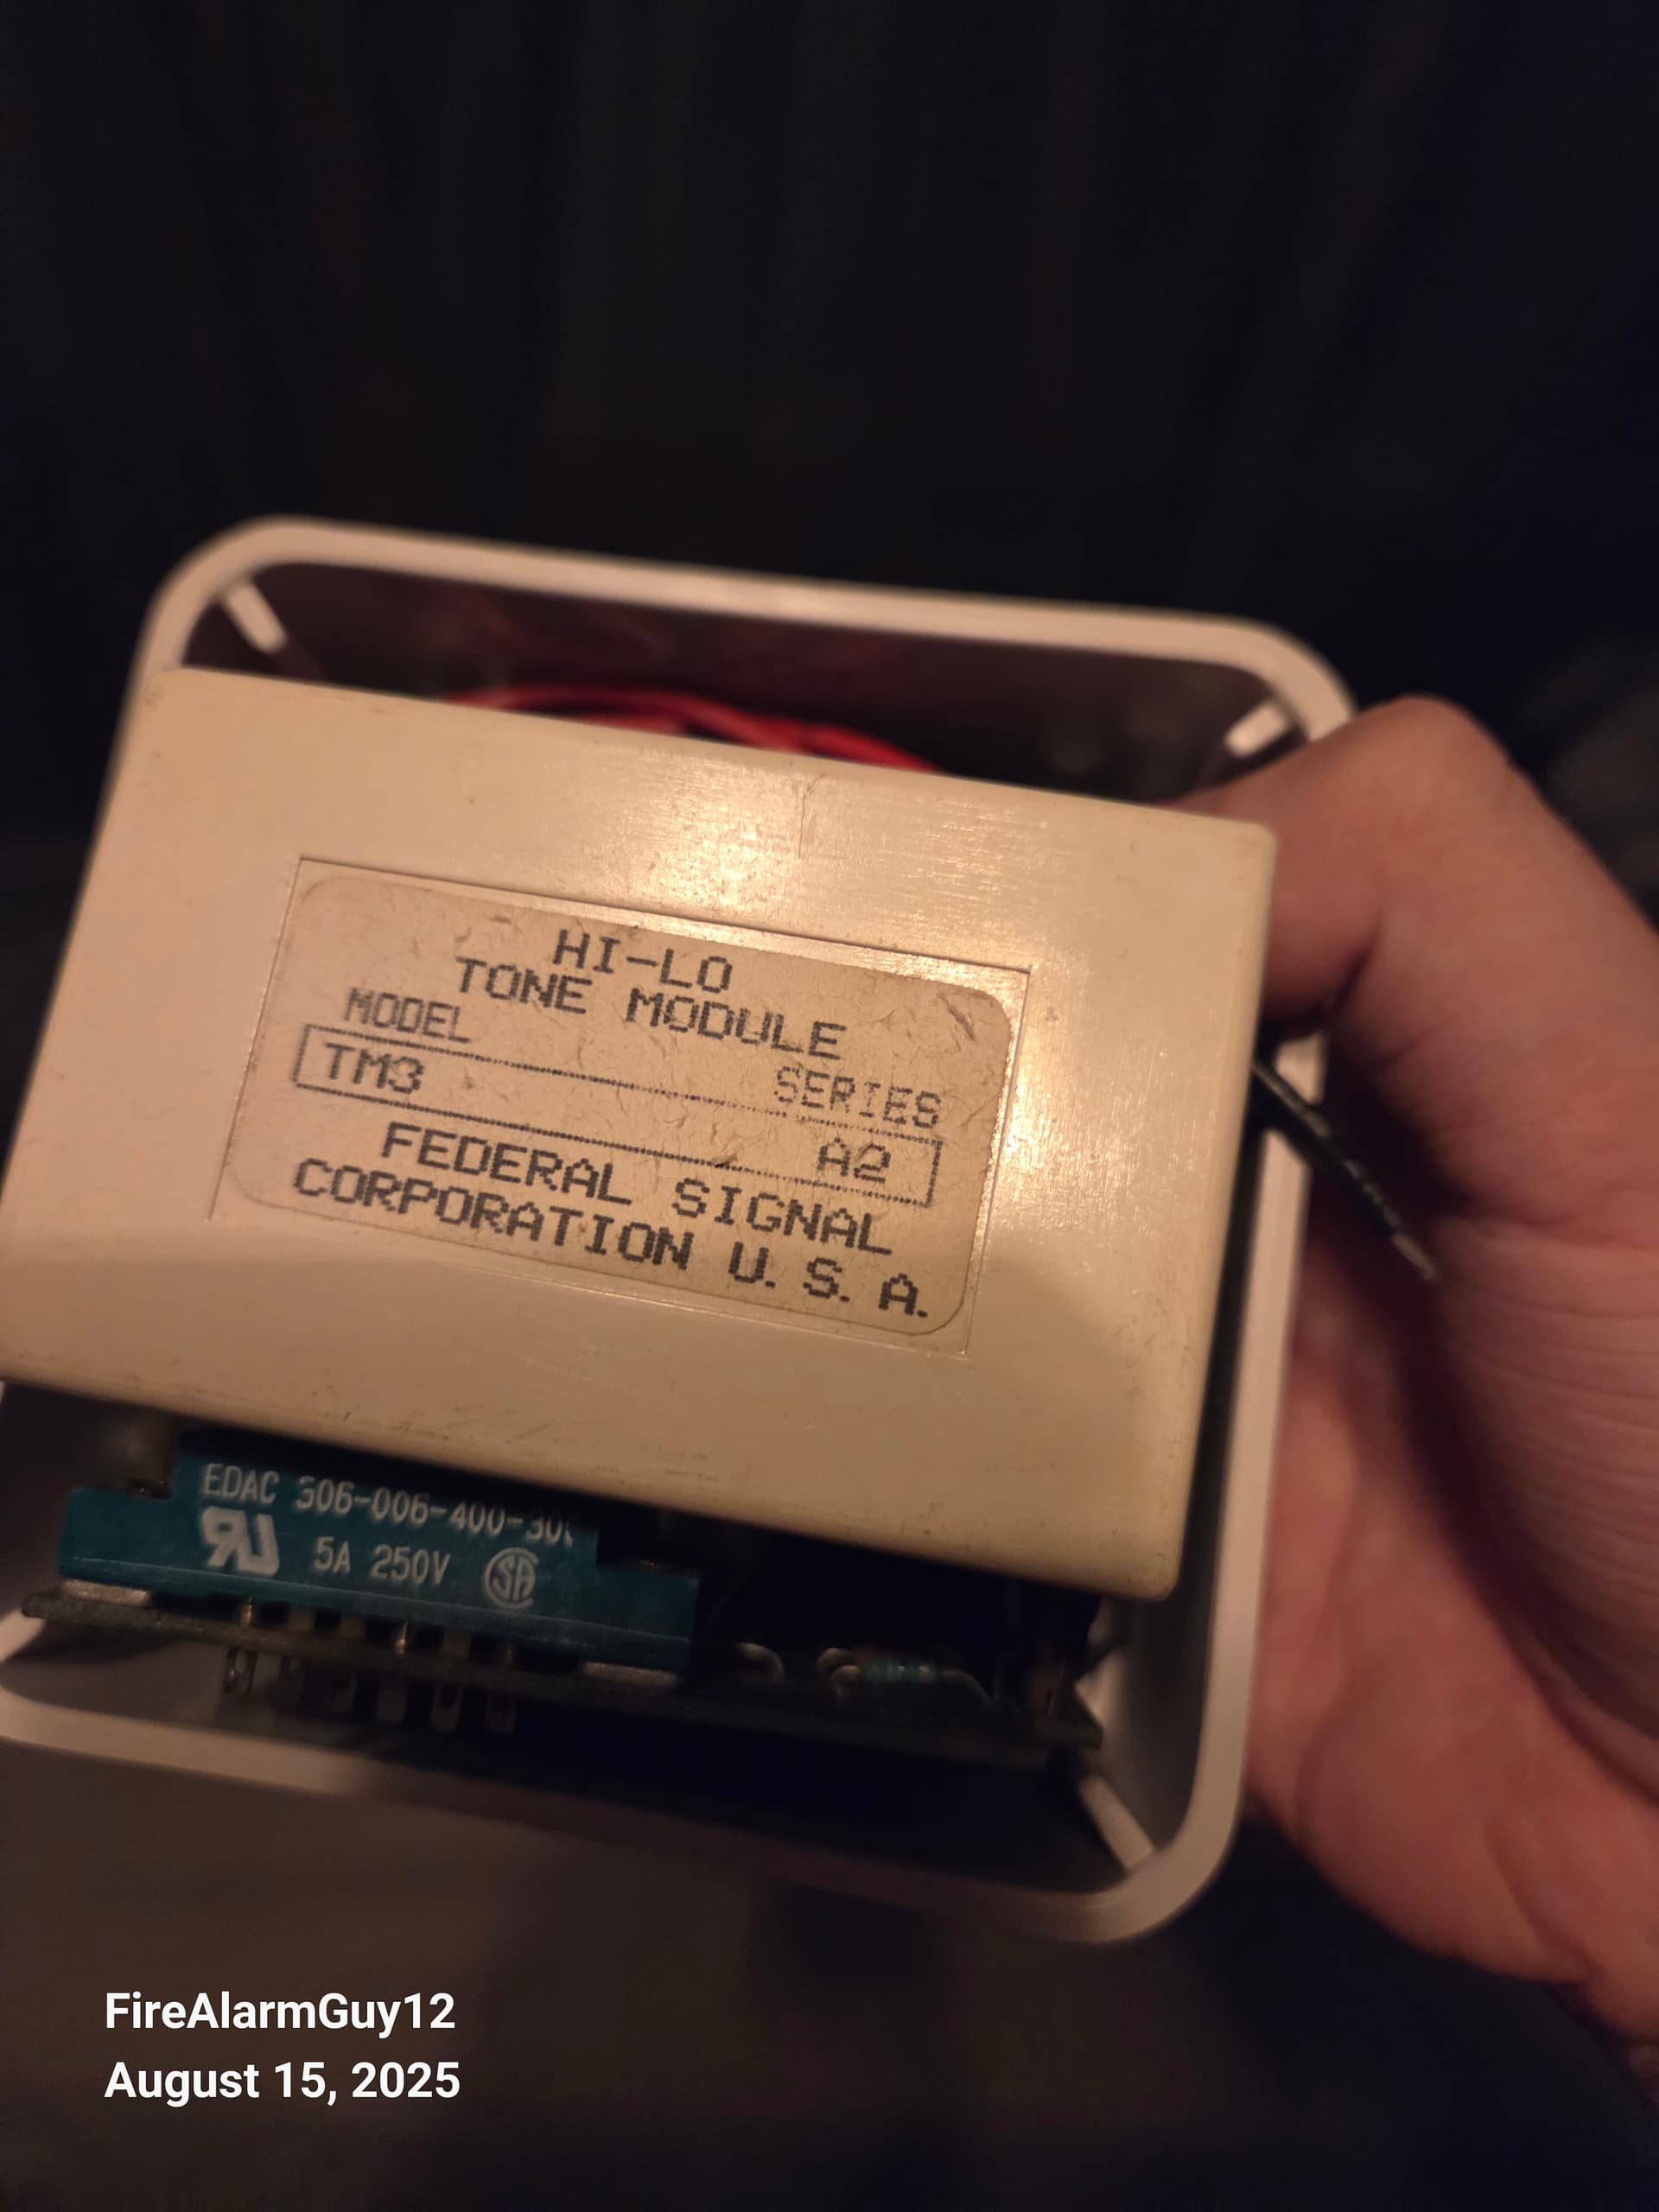 HI-LO
TONE MODULE
MODEL
SERIES
TM3
A2
FEDERAL SIGNAL
CORPORATION U.S.A.
EDAC 306-006-400-30
5A 250V
FireAlarmGuy12
August 15, 2025